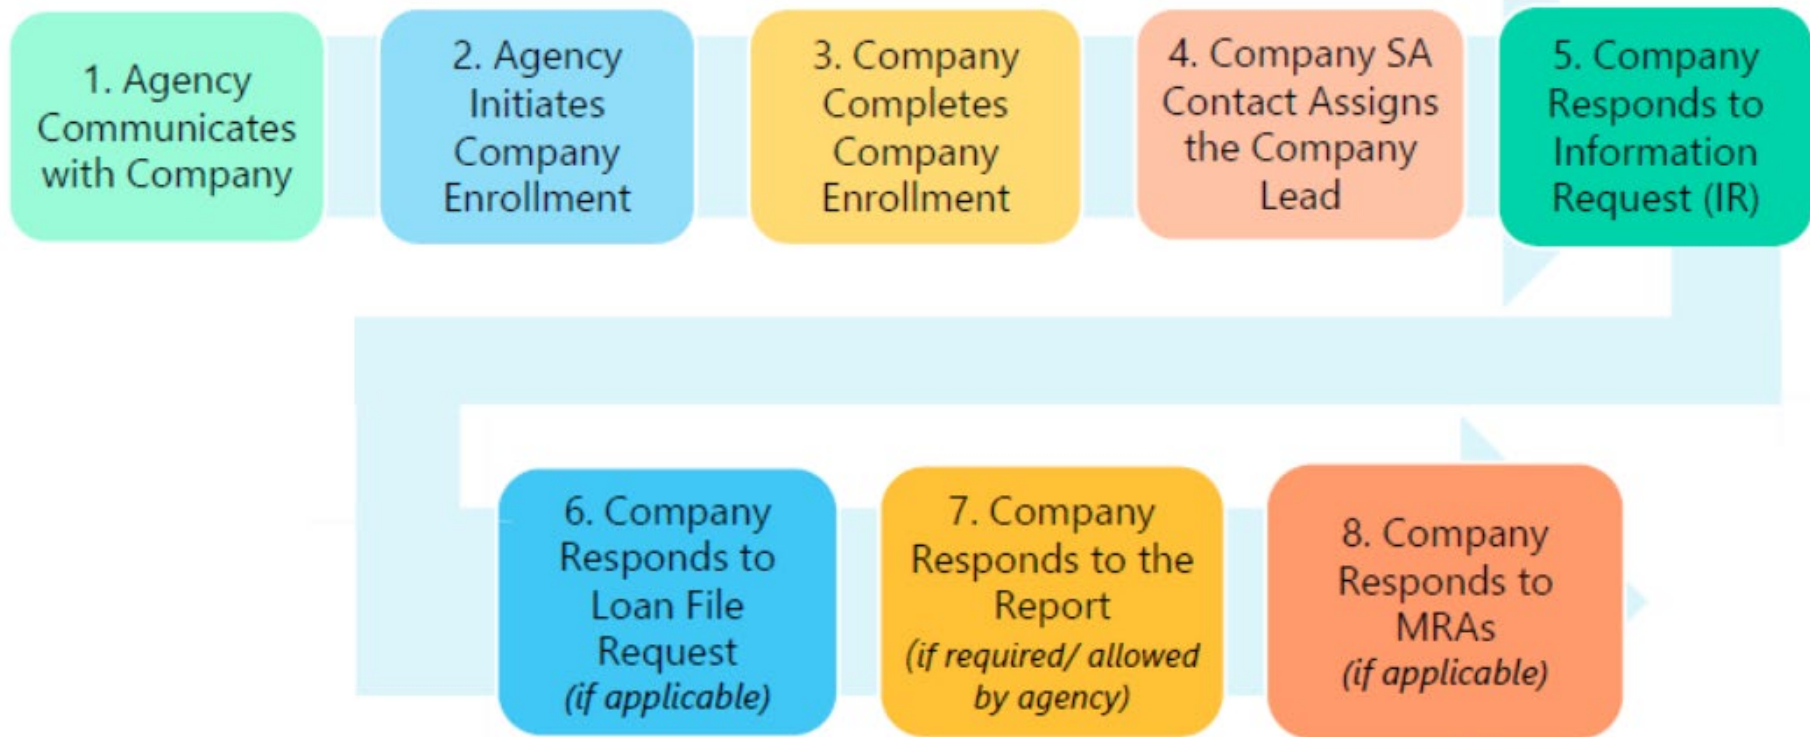 1. Agency
Communicates
with Company
2. Agency
Initiates
Company
Enrollment
3. Company
Completes
Company
Enrollment
4. Company SA
Contact Assigns
the Company
Lead
5. Company
Responds to
Information
Request (IR)
6. Company
Responds to
Loan File
Request
(if applicable)
7. Company
Responds to the
Report
(if required/ allowed
by agency)
8. Company
Responds to
MRAs
(if applicable)